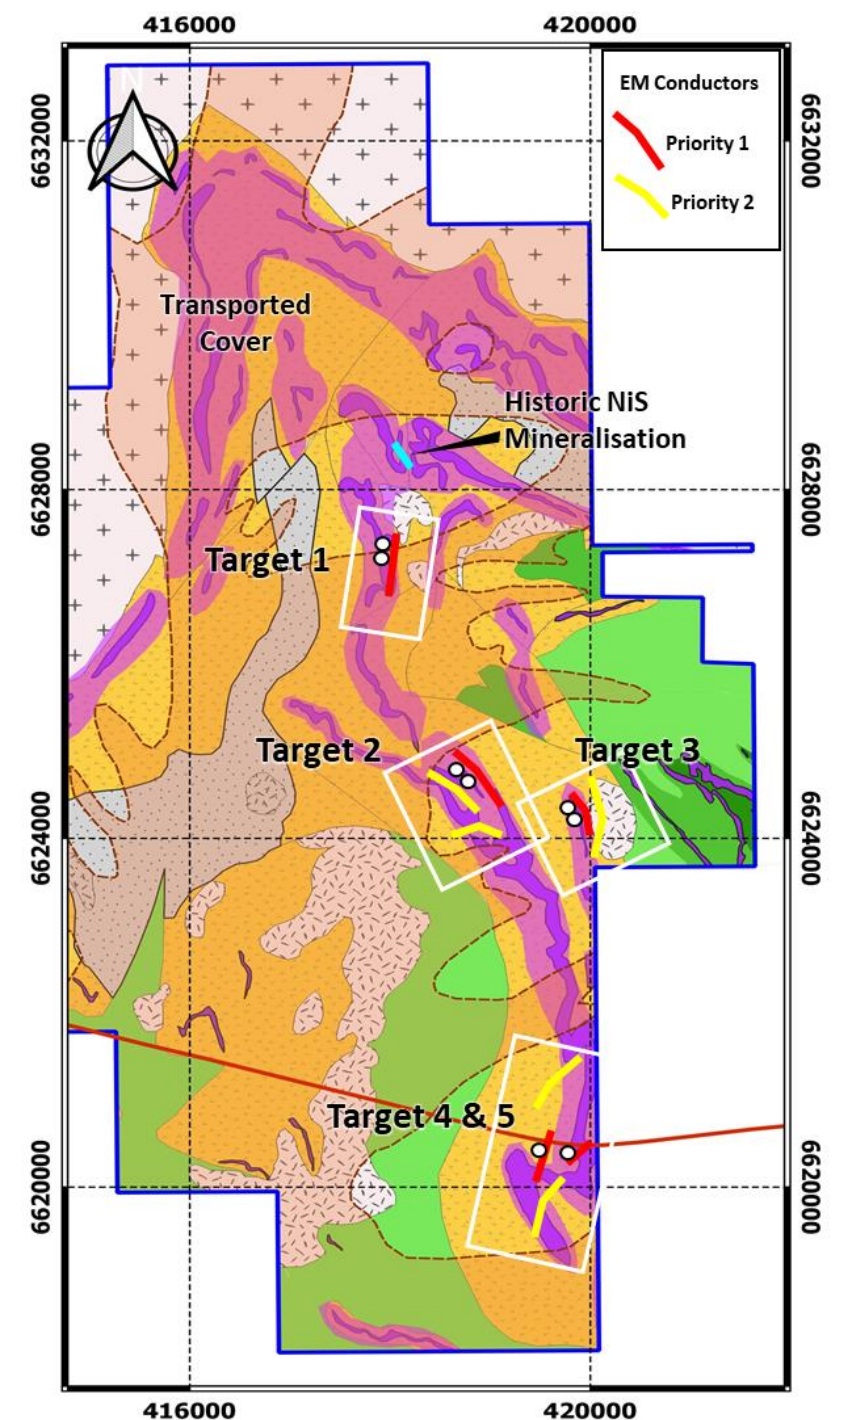 416000 420000
N
EM Conductors
Priority 1
Priority 2
6632000 6632000
Transported
Cover
Historic NiS
Mineralisation
6628000 6628000
Target 1
Target 2 Target 3
6624000 6624000
Target 4 & 5
6620000 6620000
416000 420000